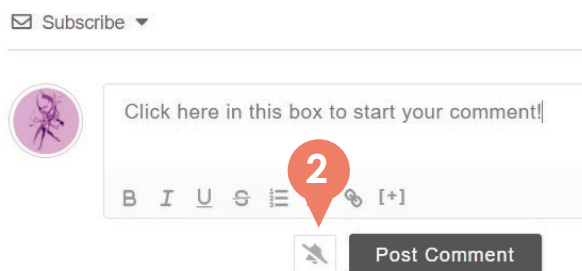 Subscribe
Click here in this box to start your comment!
2
B I U S [+]
Post Comment